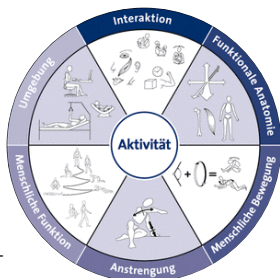 Interaktion
Funktionale Anatomie
Menschliche Bewegung
Anstrengung
Menschliche Funktion
Umgebung
Aktivität
+ =